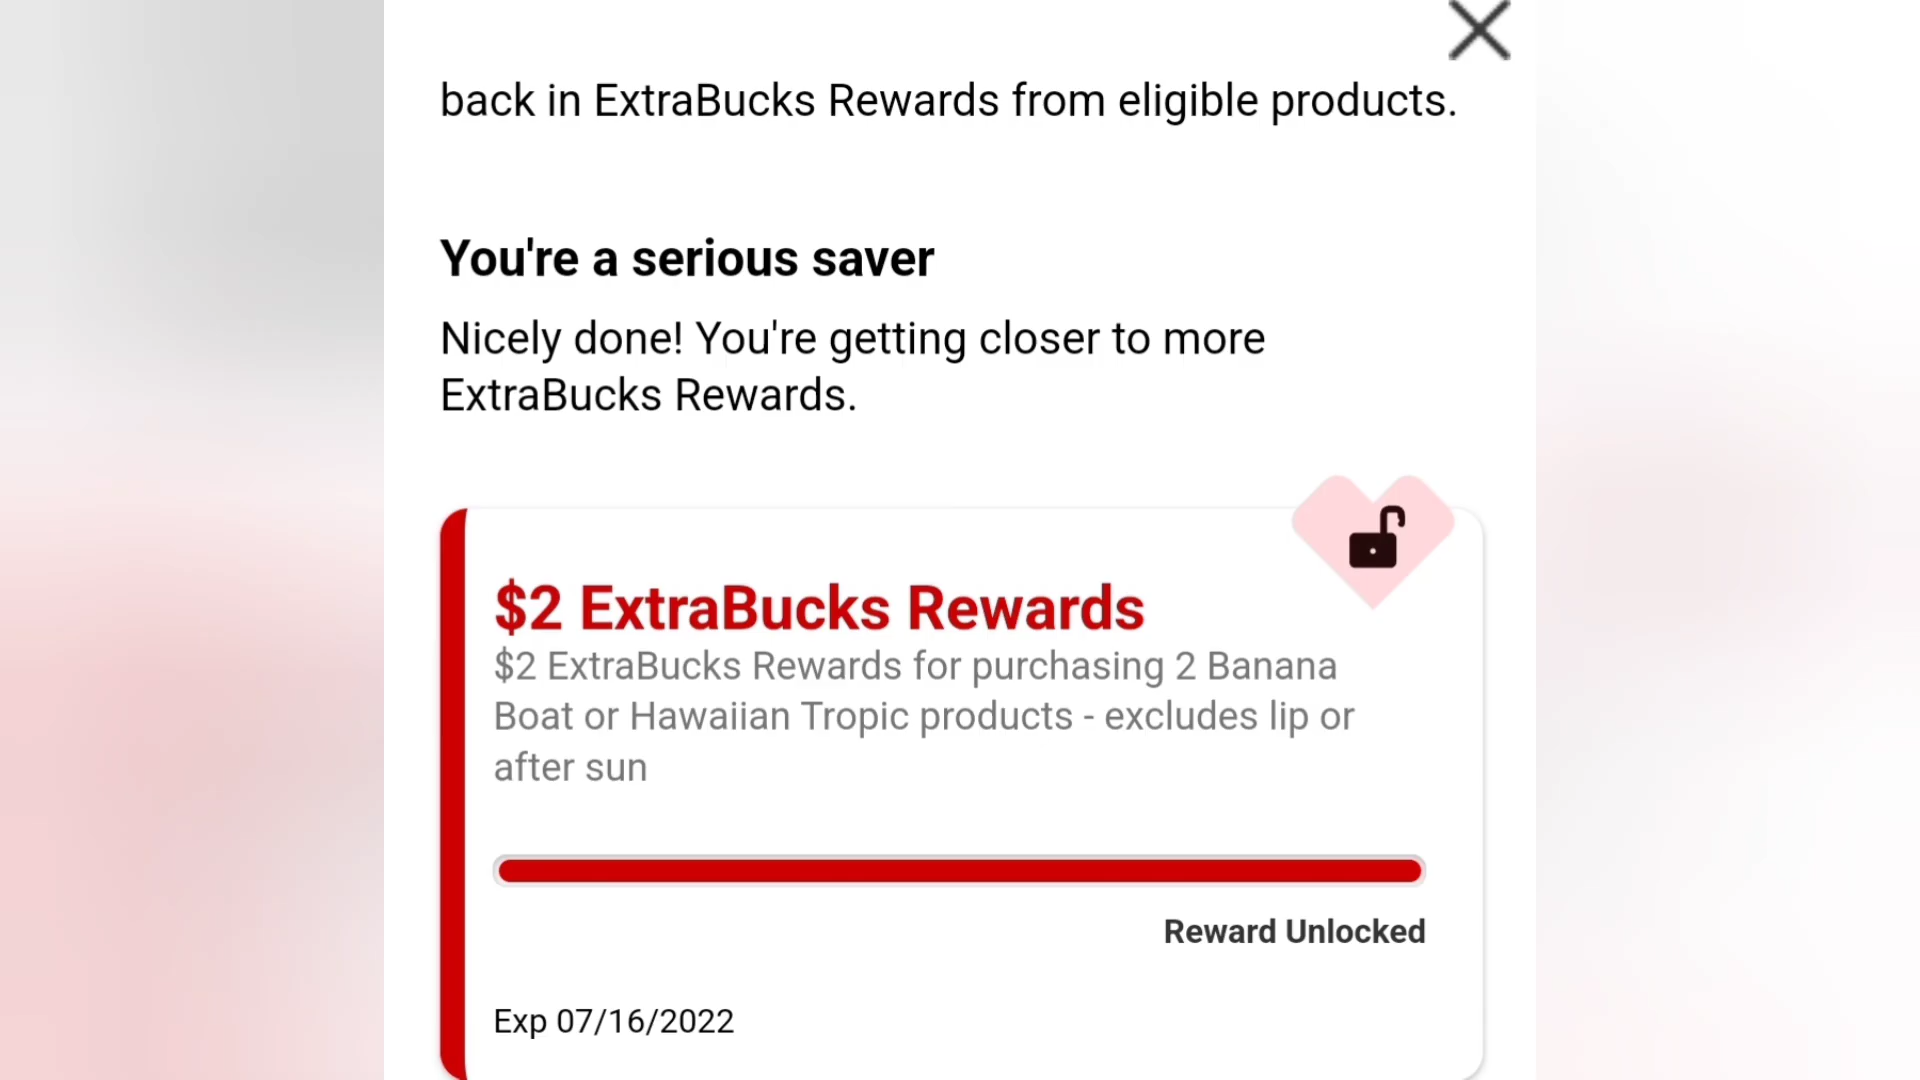 back in ExtraBucks Rewards from eligible products.
You're a serious saver
Nicely done! You're getting closer to more
ExtraBucks Rewards.
$2 ExtraBucks Rewards
$2 ExtraBucks Rewards for purchasing 2 Banana
Boat or Hawaiian Tropic products - excludes lip or
after sun
Reward Unlocked
Exp 07/16/2022